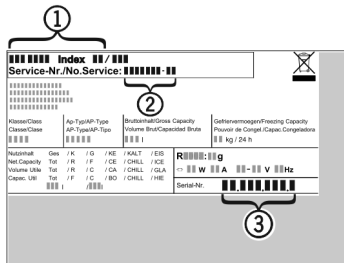 1
Index /
Service-Nr./No.Service: -
2
Klasse/Class
Classe/Clase
Ap-Typ/AP-Type
AP-Type/AP-Tipo
Bruttoinhalt/Gross Capacity
Volume Brut/Capacidad Bruta
l
Gefriervermoegen/Freezing Capacity
Pouvoir de Congel./Capac.Congeladora
kg / 24 h
Nutzinhalt Ges / K / G / KE / KALT / EIS
Net.Capacity Tot / R / F / CE / CHILL / ICE
Volume Utile Tot / R / C / CA / CHILL / GLA
Capac. Util Tot / F / C / BO / CHILL / HIE
l / l
R : g
W A - V Hz
Serial-Nr. . . .
3